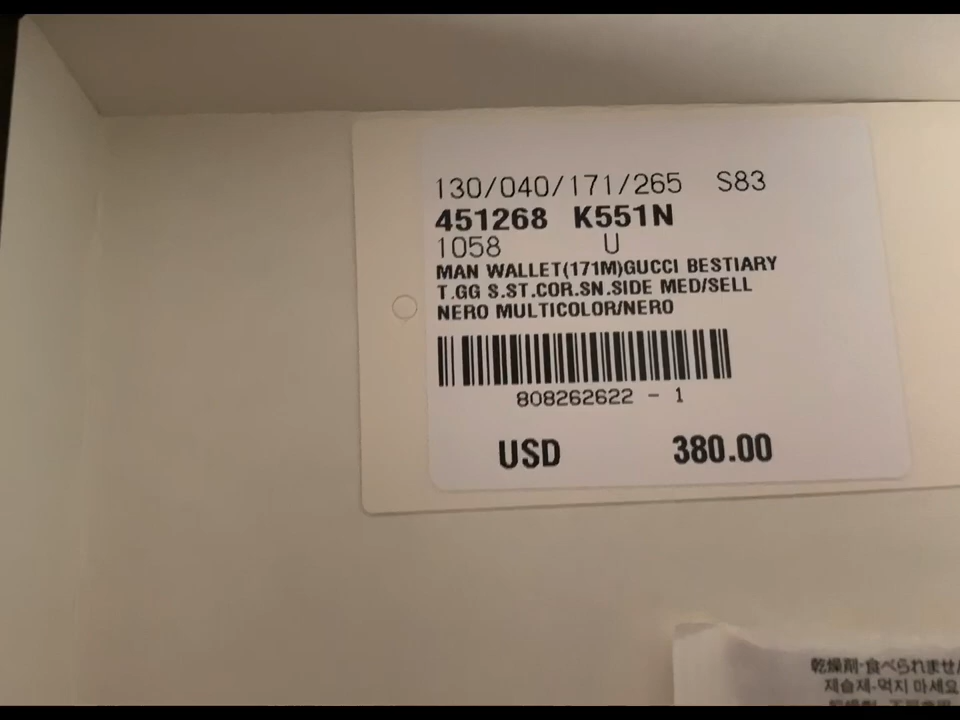 130/040/171/265 S83
451268 K551N
1058 U
MAN WALLET(171M)GUCCI BESTIARY
T.GG S.ST.COR.SN.SIDE MED/SELL
NERO MULTICOLOR/NERO
808262622 - 1
USD 380.00
乾燥剤·食べられません
제습제-먹지 마세요